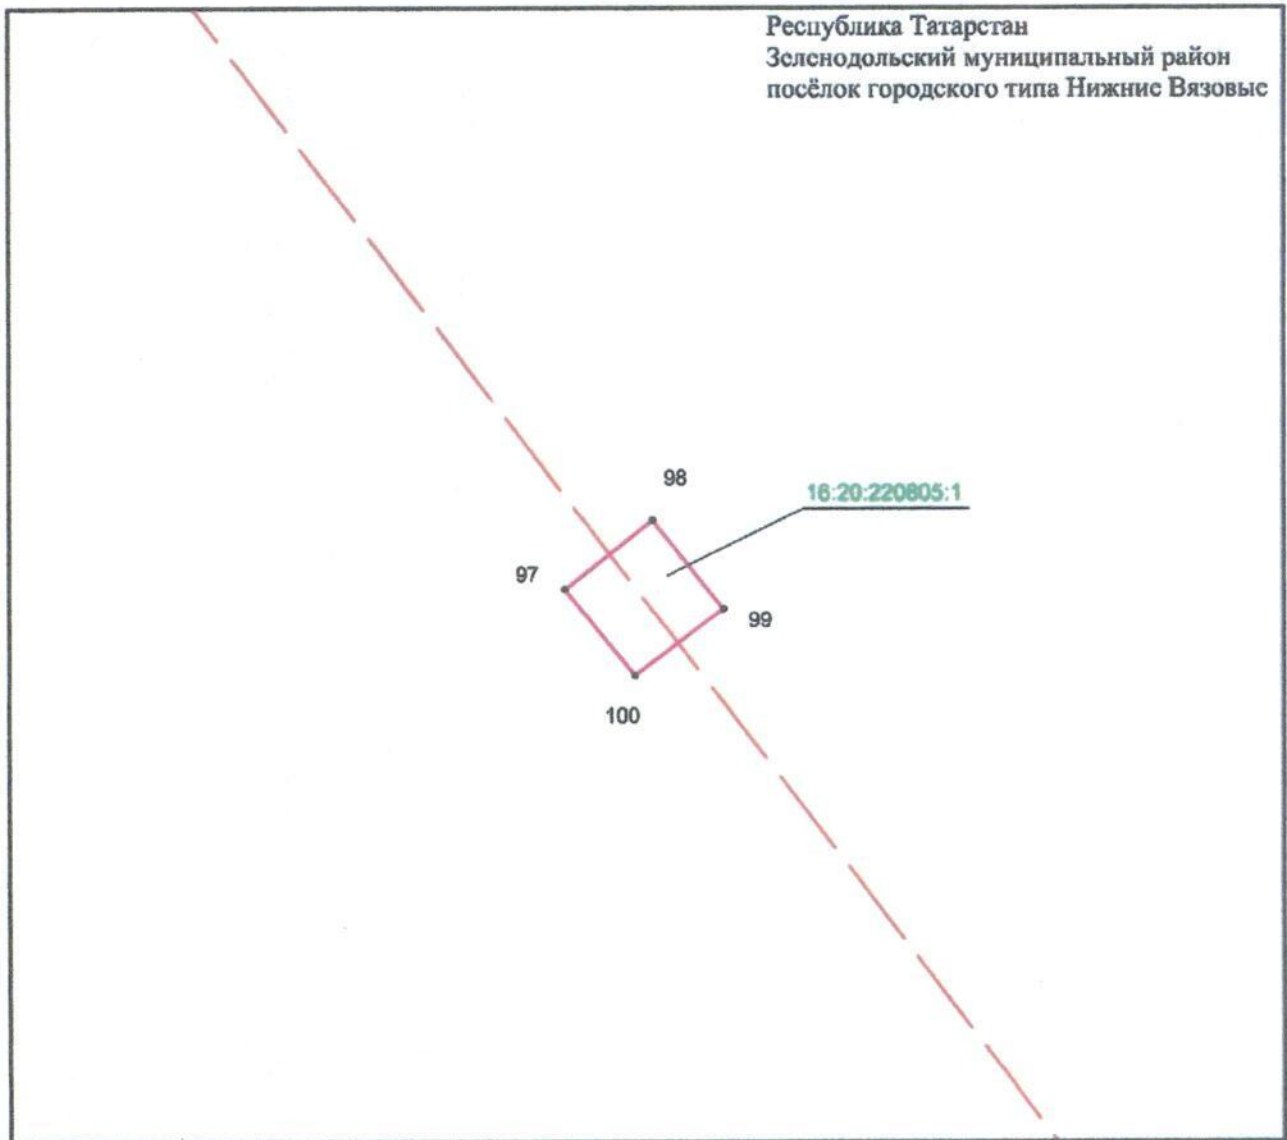 Республика Татарстан
Зеленодольский муниципальный район
посёлок городского типа Нижние Вязовые
98
16:20:220805:1
97
99
100